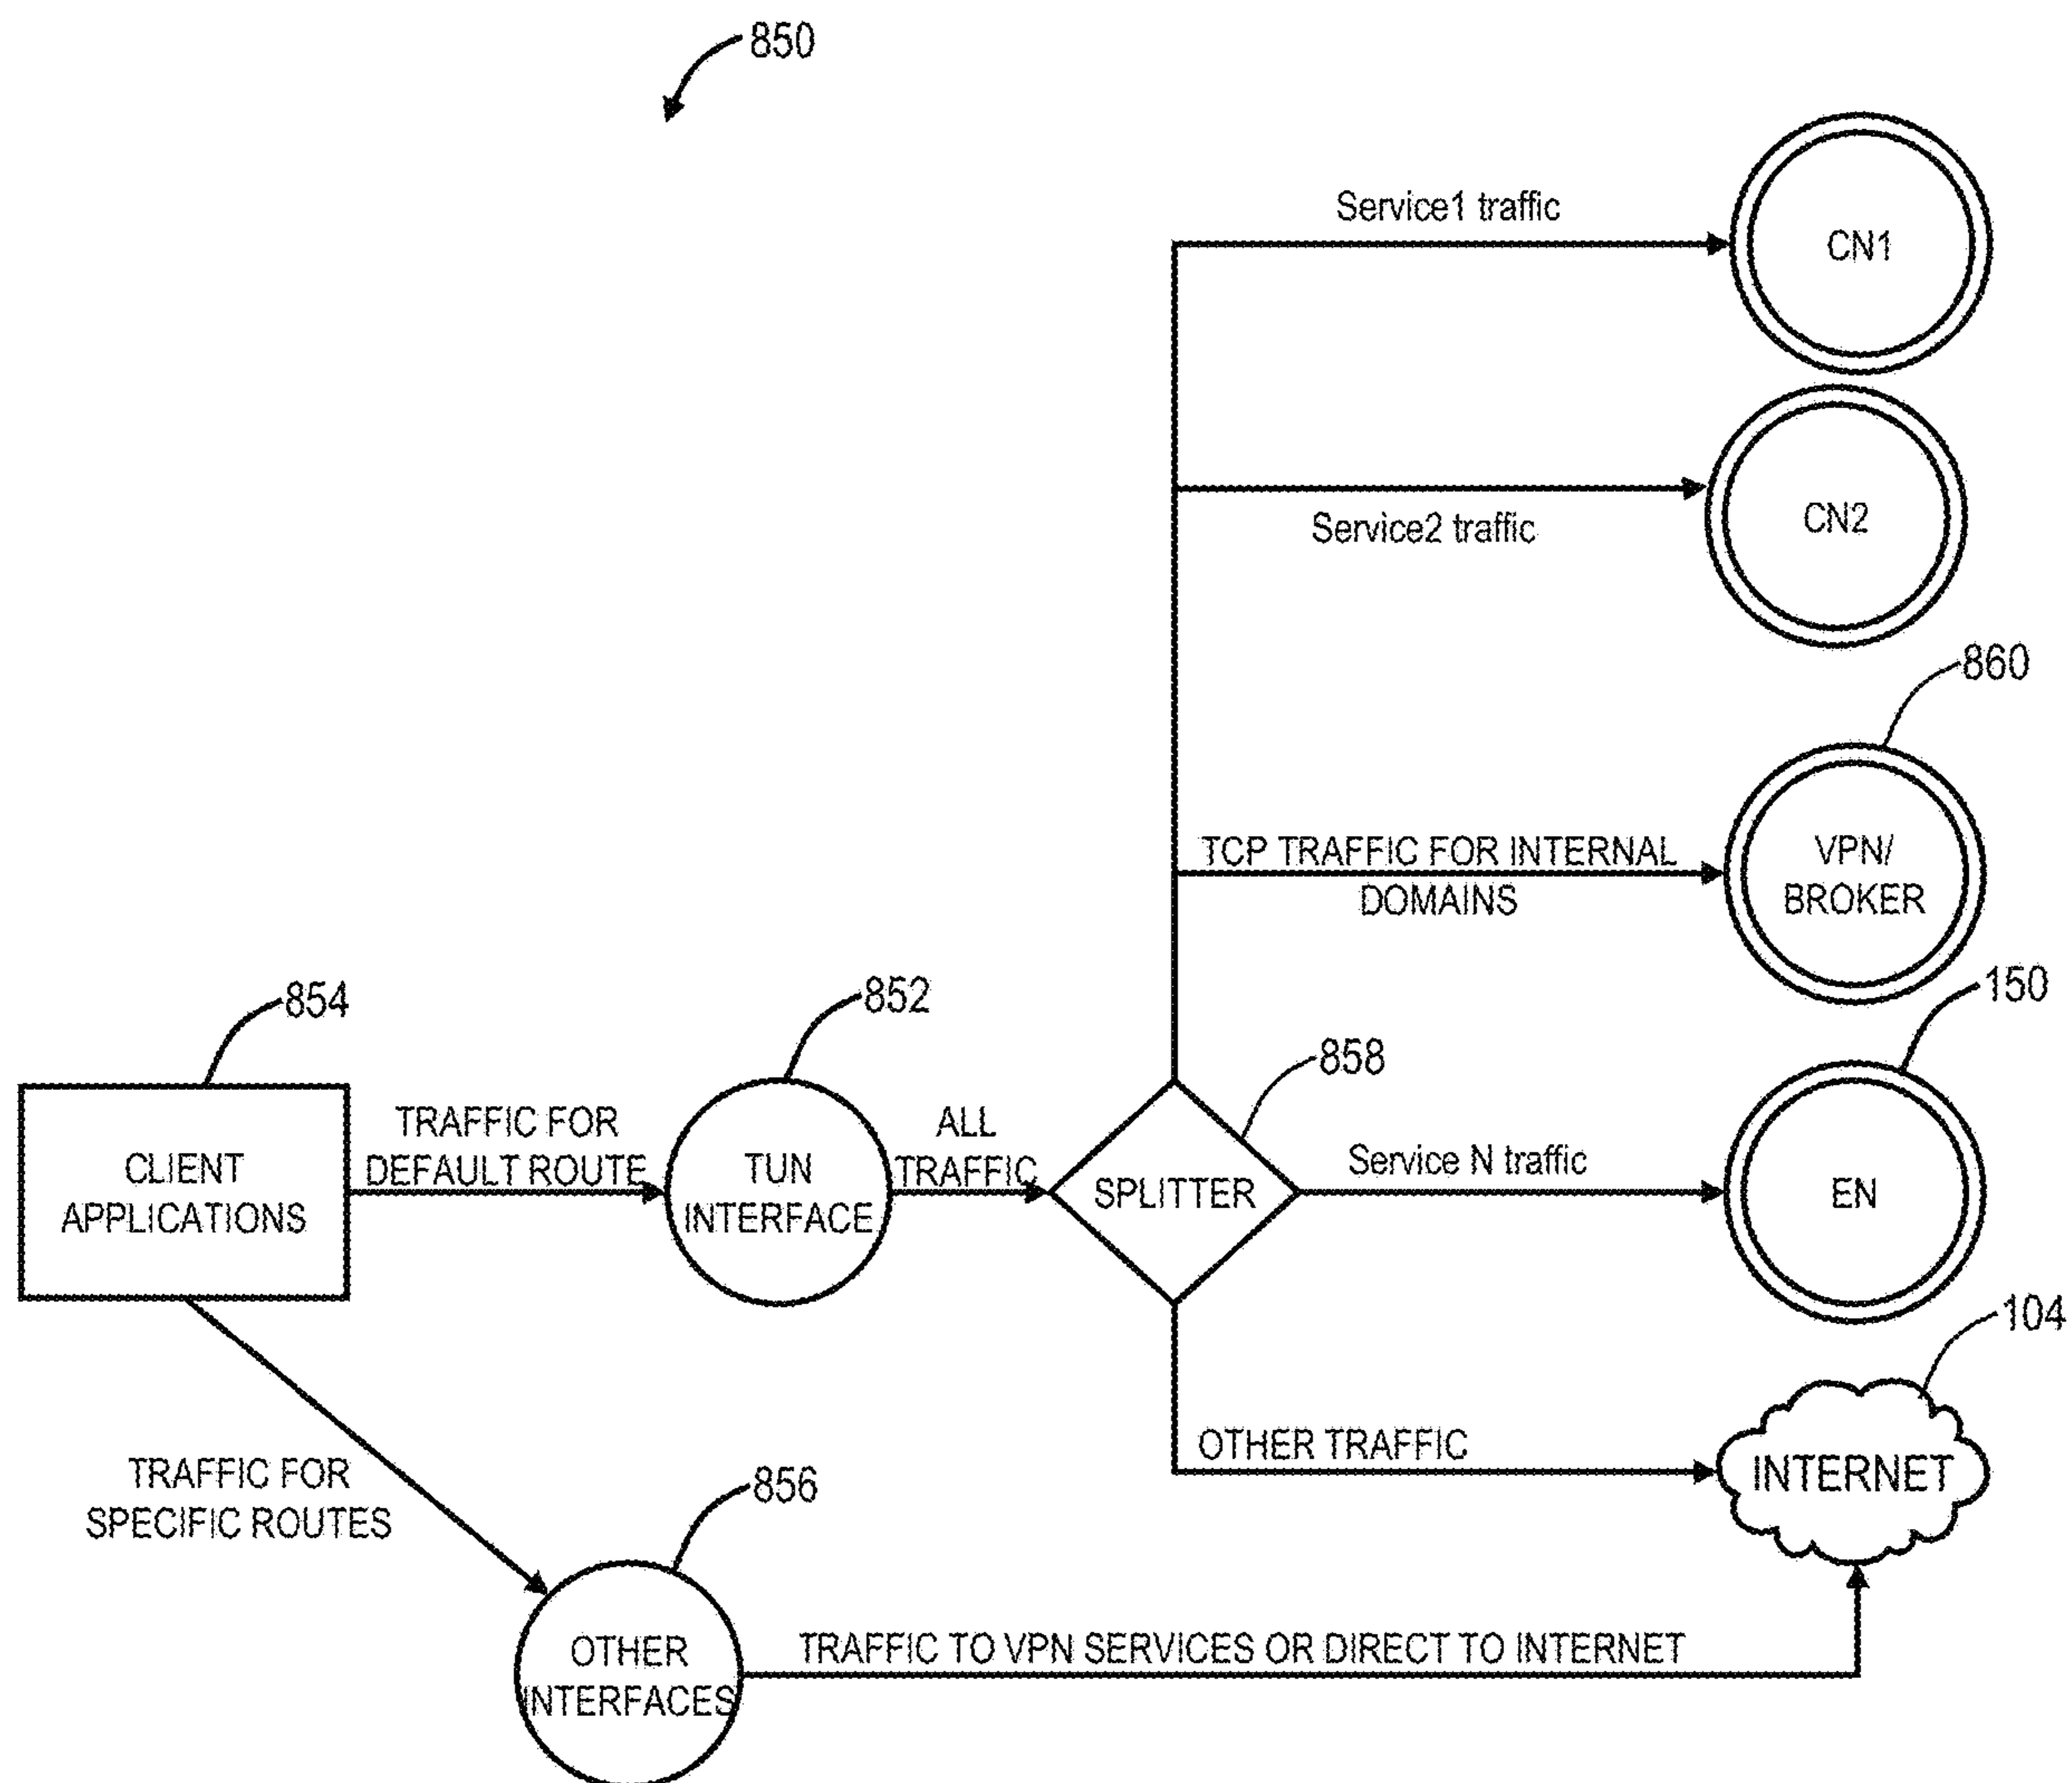 850
Service1 traffic
CN1
Service2 traffic
CN2
860
TCP TRAFFIC FOR INTERNAL
DOMAINS
VPN/
BROKER
854
852
858
150
CLIENT
APPLICATIONS
TRAFFIC FOR
DEFAULT ROUTE
TUN
INTERFACE
ALL
TRAFFIC
SPLITTER
Service N traffic
EN
104
OTHER TRAFFIC
INTERNET
TRAFFIC FOR
SPECIFIC ROUTES
856
OTHER
INTERFACES
TRAFFIC TO VPN SERVICES OR DIRECT TO INTERNET